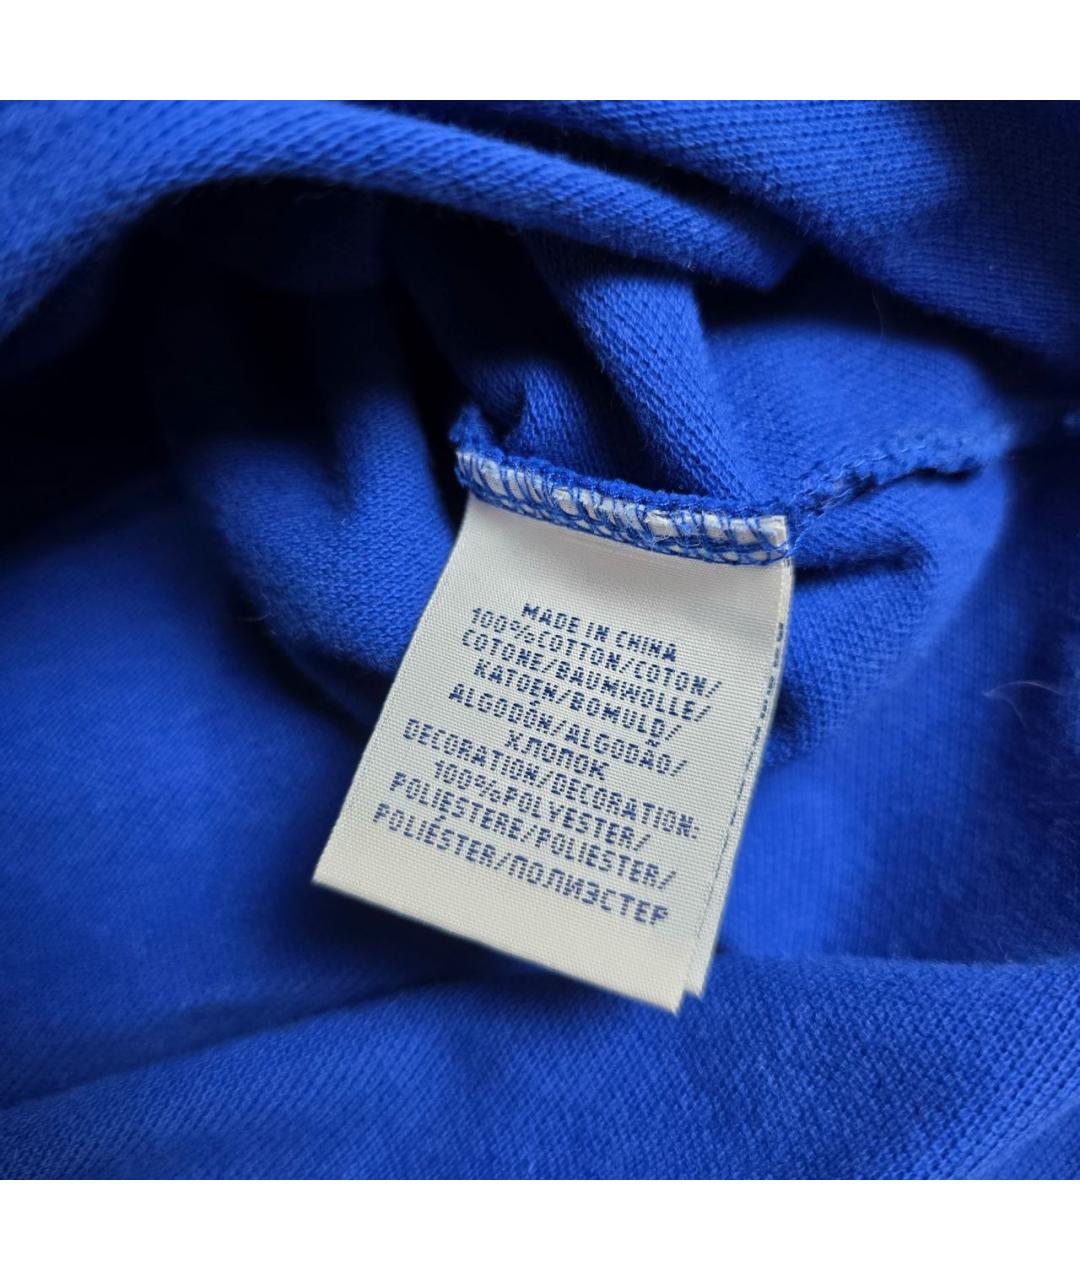 MADE IN CHINA
100%COTTON/COTON/
COTONE/BAUMWOLLE/
KATOEN/BOMULD/
ALGODÓN/ALGODÃO/
ХЛОПОК
DECORATION/DECORATION:
100%POLYESTER/
POLIESTERE/POLIESTER/
POLIÉSTER/ПОЛИЭСТЕР